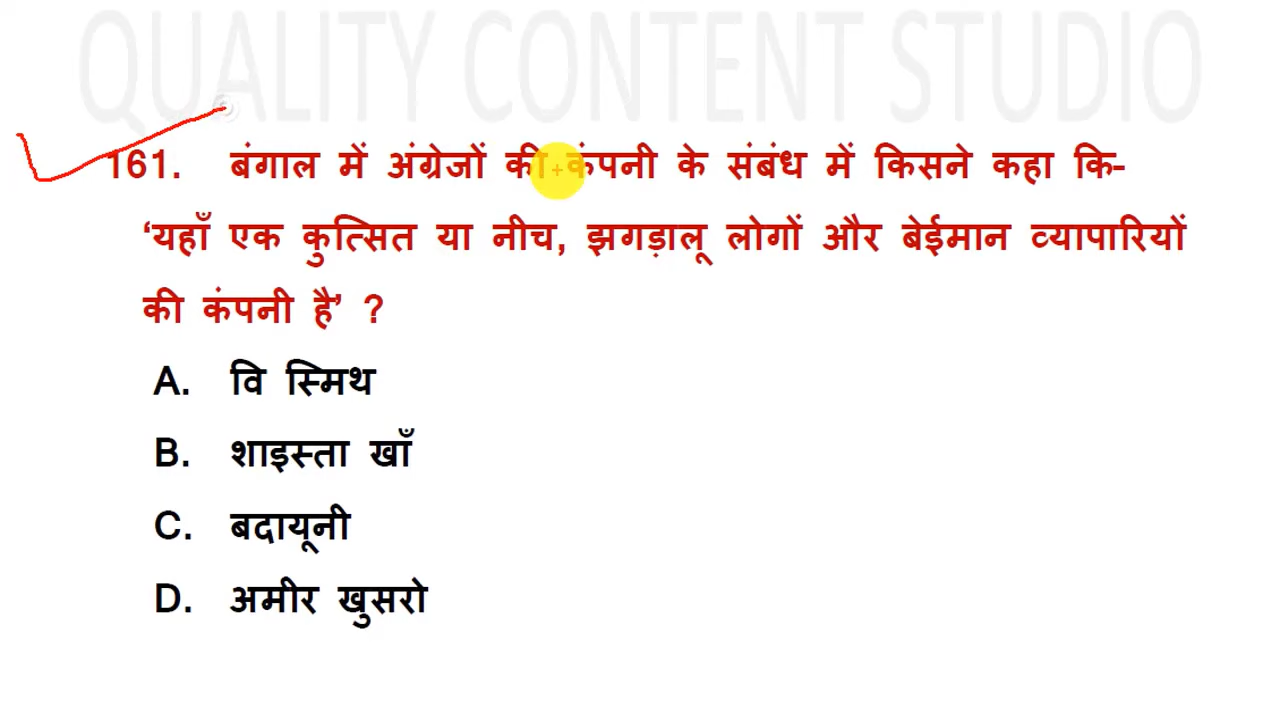 QUALITY CONTENT STUDIO
161. बंगाल में अंग्रेजों की कंपनी के संबंध में किसने कहा कि-
‘यहाँ एक कुत्सित या नीच, झगड़ालू लोगों और बेईमान व्यापारियों
की कंपनी है’ ?
A. वि स्मिथ
B. शाइस्ता खाँ
C. बदायूनी
D. अमीर खुसरो